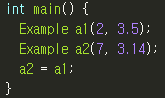 int main() {
  Example a1(2, 3.5);
  Example a2(7, 3.14);
  a2 = a1;
}